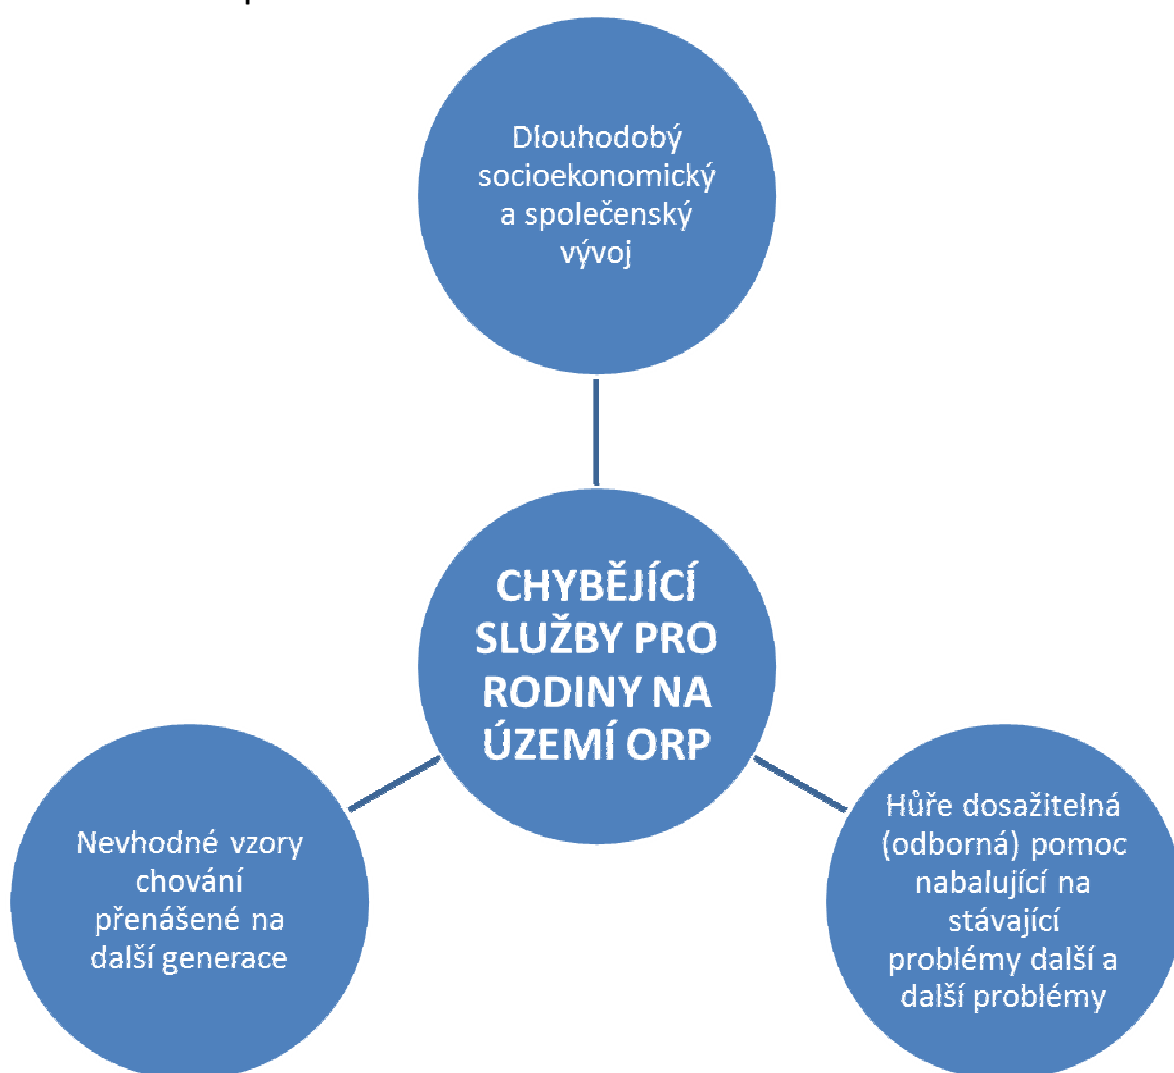 Dlouhodobý
socioekonomický
a společenský
vývoj
CHYBĚJÍCÍ
SLUŽBY PRO
RODINY NA
ÚZEMÍ ORP
Nevhodné vzory
chování
přenášené na
další generace
Hůře dosažitelná
(odborná) pomoc
nabalující na
stávající
problémy další a
další problémy